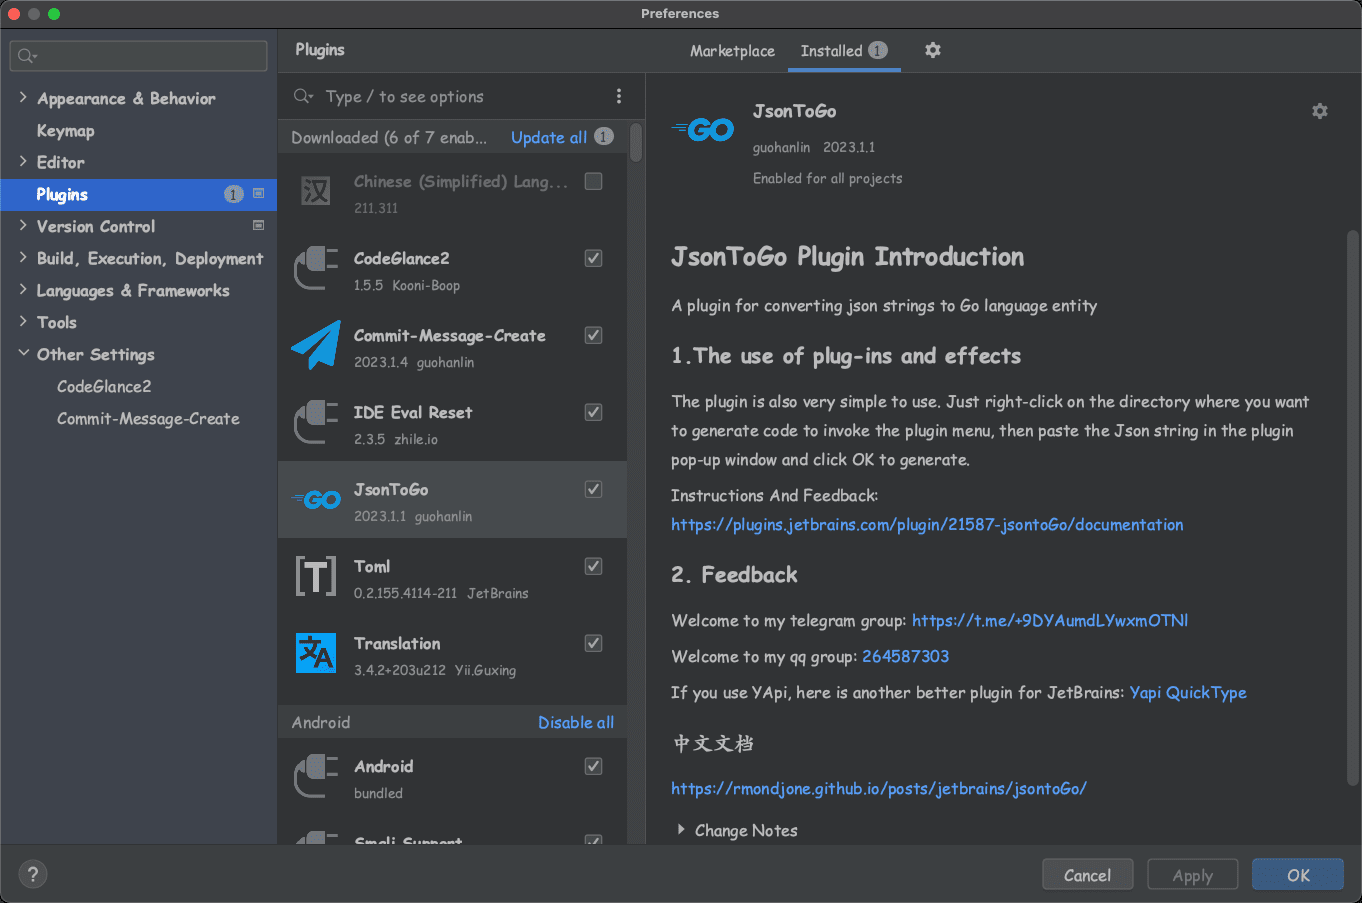 Preferences
Appearance & Behavior
Keymap
Editor
Plugins
1
Version Control
Build, Execution, Deployment
Languages & Frameworks
Tools
Other Settings
CodeGlance2
Commit-Message-Create
Plugins
Marketplace
Installed 1
Type / to see options
Downloaded (6 of 7 enab...
Update all 1
汉
Chinese (Simplified) Lang...
211.311
CodeGlance2
1.5.5 Kooni-Boop
Commit-Message-Create
2023.1.4 guohanlin
IDE Eval Reset
2.3.5 zhile.io
GO
JsonToGo
2023.1.1 guohanlin
[T]
Toml
0.2.155.4114-211 JetBrains
文A
Translation
3.4.2+203u212 Yii.Guxing
Android
Disable all
Android
bundled
Smali Support
GO
JsonToGo
guohanlin 2023.1.1
Enabled for all projects
JsonToGo Plugin Introduction
A plugin for converting json strings to Go language entity
1.The use of plug-ins and effects
The plugin is also very simple to use. Just right-click on the directory where you want
to generate code to invoke the plugin menu, then paste the Json string in the plugin
pop-up window and click OK to generate.
Instructions And Feedback:
https://plugins.jetbrains.com/plugin/21587-jsontoGo/documentation
2. Feedback
Welcome to my telegram group: https://t.me/+9DYAumdLYwxmOTNl
Welcome to my qq group: 264587303
If you use YApi, here is another better plugin for JetBrains: Yapi QuickType
中文文档
https://rmondjone.github.io/posts/jetbrains/jsontoGo/
Change Notes
?
Cancel
Apply
OK